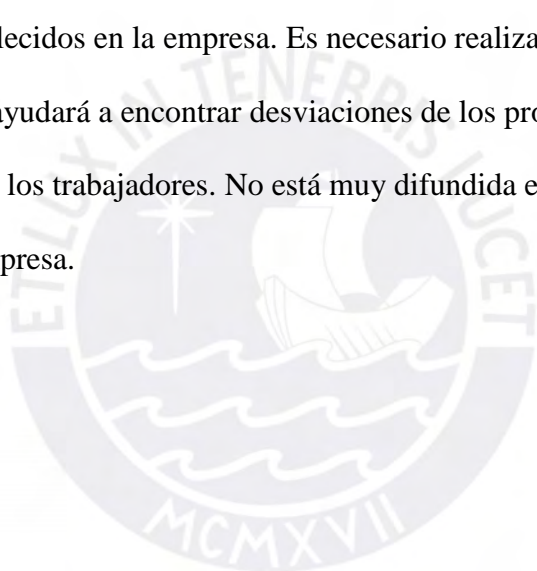 lecidos en la empresa. Es necesario realiza
ayudará a encontrar desviaciones de los pro
los trabajadores. No está muy difundida e
presa.
ET LUX IN TENEBRIS LUCET
MCMXVII